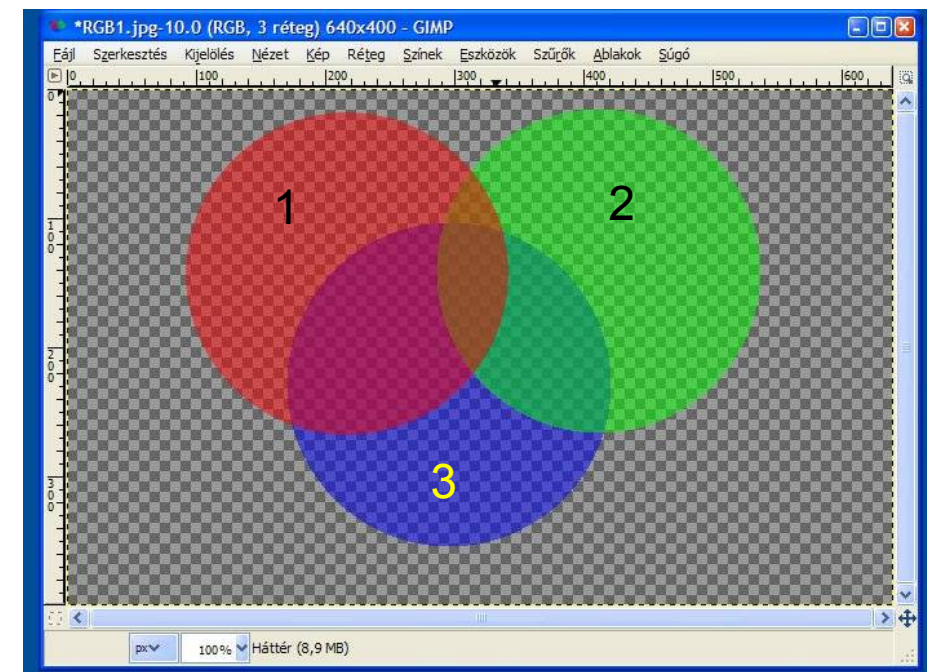 *RGB1.jpg-10.0 (RGB, 3 réteg) 640x400 - GIMP
Fájl Szerkesztés Kijelölés Nézet Kép Réteg Színek Eszközök Szűrők Ablakok Súgó
0 100 200 300 400 500 600
0
100
200
300
1 2
3
px 100% Háttér (8,9 MB)